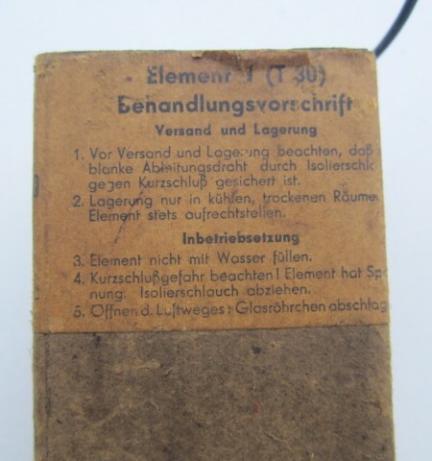 Element 1 (T 30)
Behandlungsvorschrift
Versand und Lagerung
1. Vor Versand und Lagerung beachten, daß
blanke Ableitungsdraht durch Isolierschl
gegen Kurzschluß gesichert ist.
2. Lagerung nur in kühlen, trockenen Räume
Element stets aufrechtstellen.
Inbetriebsetzung
3. Element nicht mit Wasser füllen.
4. Kurzschlußgefahr beachten! Element hat Sp
nung. Isolierschlauch abziehen.
5. Öffnen d. Luftweges: Glasröhrchen abschlag